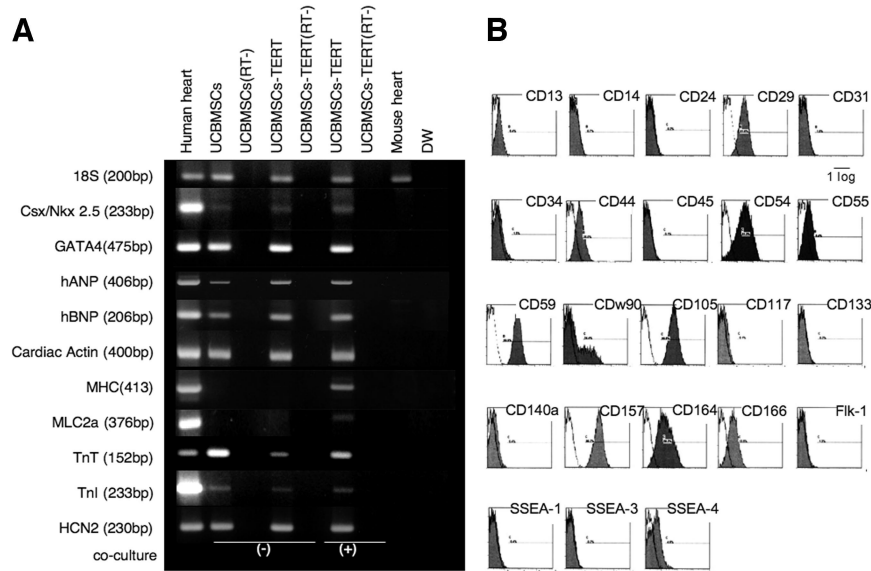 A
Human heart
UCBMSCs
UCBMSCs(RT-)
UCBMSCs-TERT
UCBMSCs-TERT(RT-)
UCBMSCs-TERT
UCBMSCs-TERT(RT-)
Mouse heart
DW
18S (200bp)
Csx/Nkx 2.5 (233bp)
GATA4(475bp)
hANP (406bp)
hBNP (206bp)
Cardiac Actin (400bp)
MHC(413)
MLC2a (376bp)
TnT (152bp)
TnI (233bp)
HCN2 (230bp)
co-culture
(-)
(+)
B
CD13 CD14 CD24 CD29 CD31
1 log
CD34 CD44 CD45 CD54 CD55
CD59 CDw90 CD105 CD117 CD133
CD140a CD157 CD164 CD166 Flk-1
SSEA-1 SSEA-3 SSEA-4